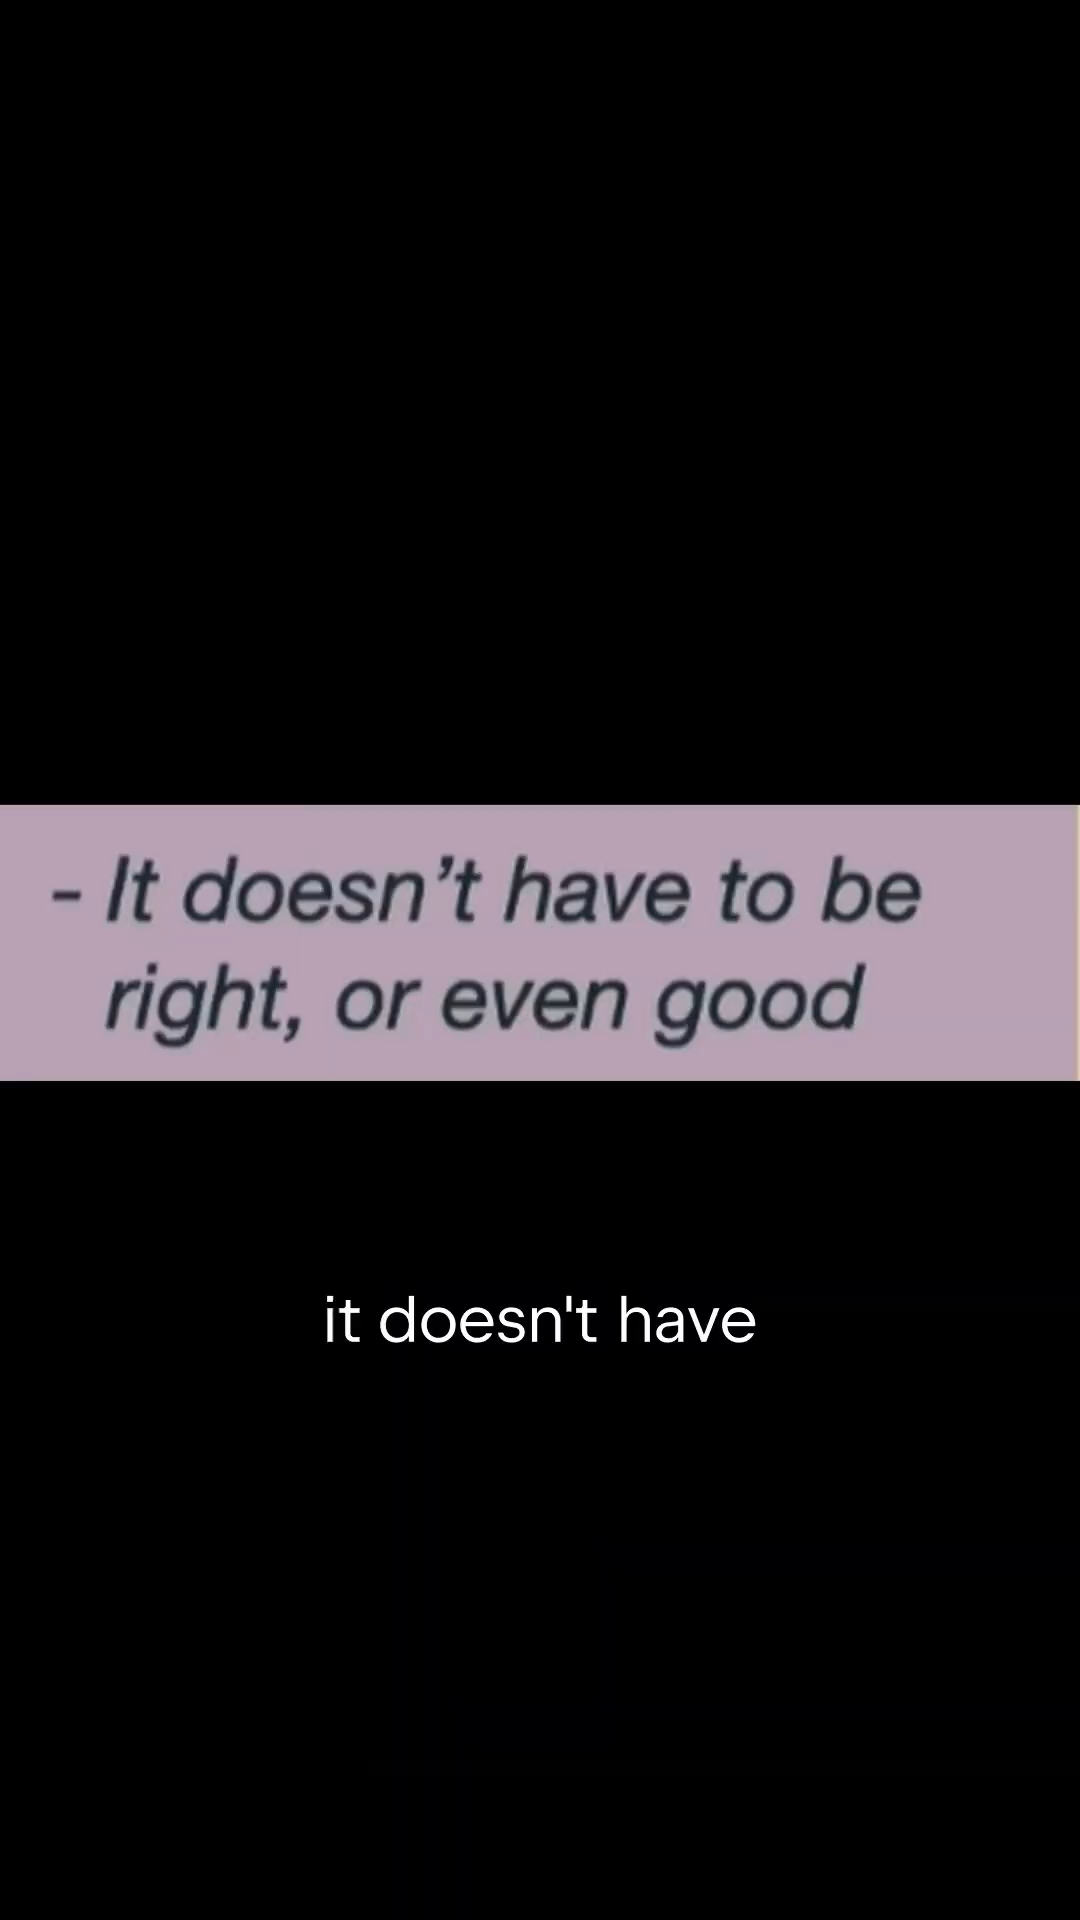 - It doesn’t have to be
right, or even good
it doesn't have